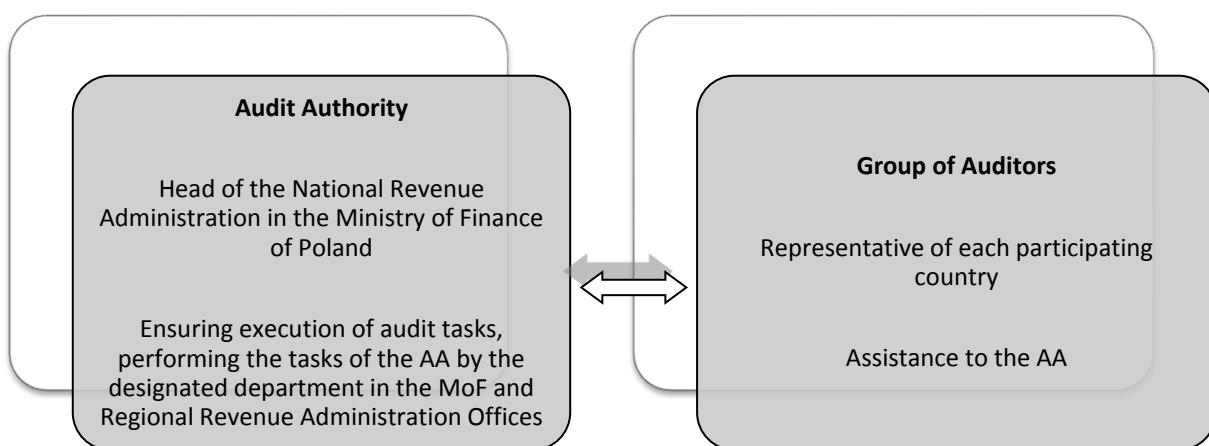 Audit Authority
Head of the National Revenue
Administration in the Ministry of Finance
of Poland
Ensuring execution of audit tasks,
performing the tasks of the AA by the
designated department in the MoF and
Regional Revenue Administration Offices
Group of Auditors
Representative of each participating
country
Assistance to the AA